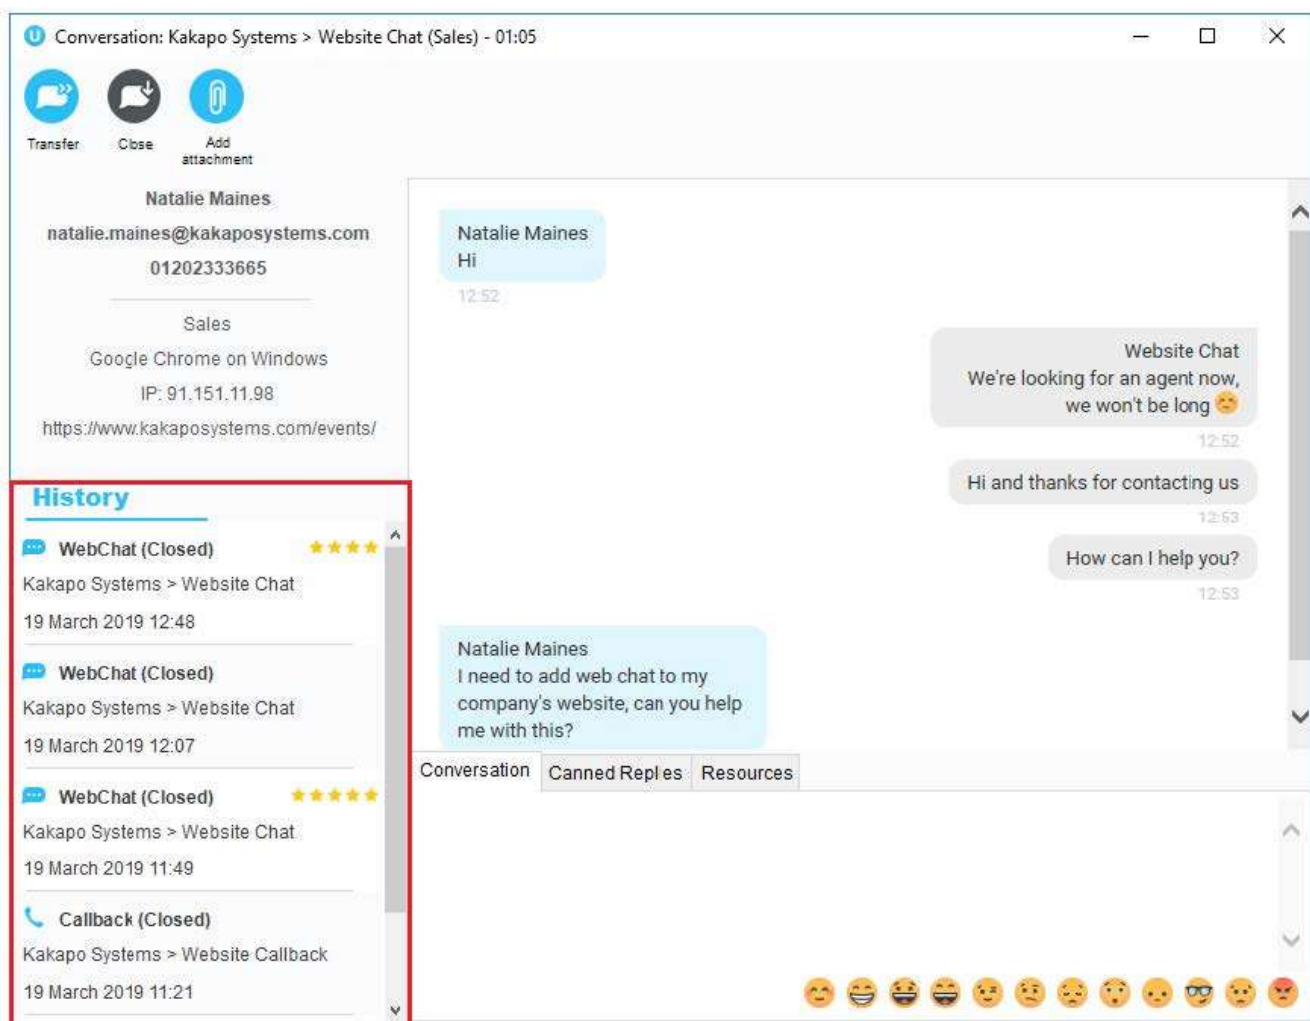 Conversation: Kakapo Systems > Website Chat (Sales) - 01:05
Transfer
Close
Add
attachment
Natalie Maines
natalie.maines@kakaposystems.com
01202333665
Sales
Google Chrome on Windows
IP: 91.151.11.98
https://www.kakaposystems.com/events/
History
WebChat (Closed)
Kakapo Systems > Website Chat
19 March 2019 12:48
WebChat (Closed)
Kakapo Systems > Website Chat
19 March 2019 12:07
WebChat (Closed)
Kakapo Systems > Website Chat
19 March 2019 11:49
Callback (Closed)
Kakapo Systems > Website Callback
19 March 2019 11:21
Natalie Maines
Hi
12:52
Website Chat
We're looking for an agent now,
we won't be long 😊
12:52
Hi and thanks for contacting us
12:53
How can I help you?
12:53
Natalie Maines
I need to add web chat to my
company's website, can you help
me with this?
Conversation
Canned Replies
Resources